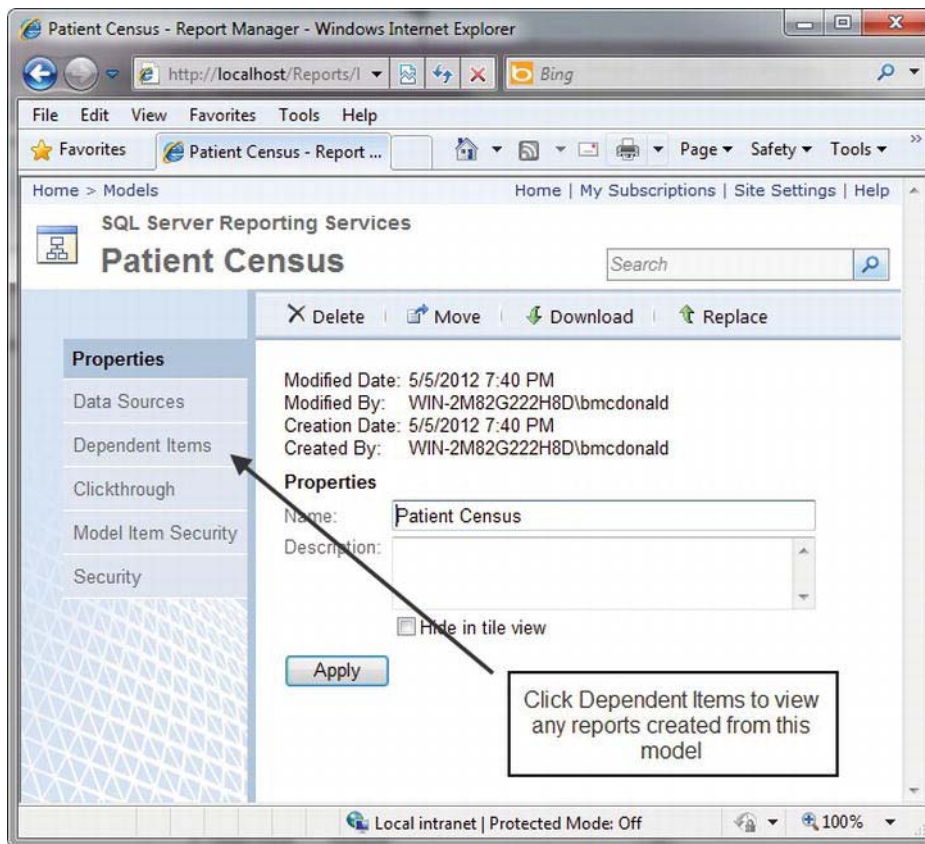 Patient Census - Report Manager - Windows Internet Explorer
http://localhost/Reports/I
Bing
File Edit View Favorites Tools Help
Favorites
Patient Census - Report ...
Page Safety Tools
Home > Models
Home | My Subscriptions | Site Settings | Help
SQL Server Reporting Services
Patient Census
Search
Delete
Move
Download
Replace
Properties
Data Sources
Dependent Items
Clickthrough
Model Item Security
Security
Modified Date: 5/5/2012 7:40 PM
Modified By: WIN-2M82G222H8D\bmcdonald
Creation Date: 5/5/2012 7:40 PM
Created By: WIN-2M82G222H8D\bmcdonald
Properties
Name: Patient Census
Description:
Hide in tile view
Apply
Click Dependent Items to view
any reports created from this
model
Local intranet | Protected Mode: Off
100%